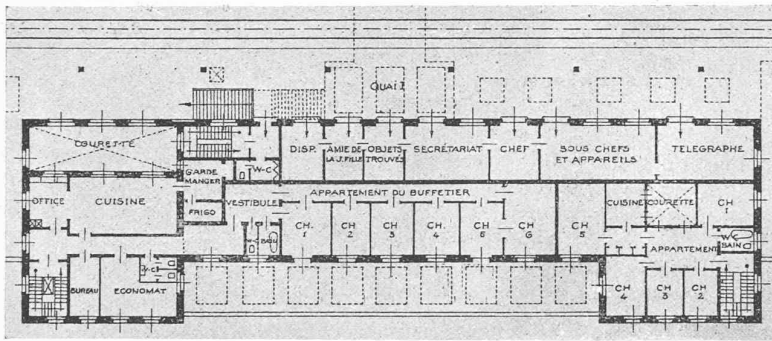 QUAI I
COURETTE
DISP.
AMIE DE
LA J. FILLE
OBJETS
TROUVÉS
SECRÉTARIAT
CHEF
SOUS CHEFS
ET APPAREILS
TELEGRAPHE
W-C
GARDE
MANGER
OFFICE
CUISINE
FRIGO
VESTIBULE
APPARTEMENT DU BUFFETIER
CH.
1
CH
2
CH
3
CH.
4
CH
5
CH
6
CH
5
CUISINE
COURETTE
CH
1
W-C
BAIN
APPARTEMENT
W-C
BAIN
W-C
BUREAU
ECONOMAT
CH
4
CH
3
CH
2